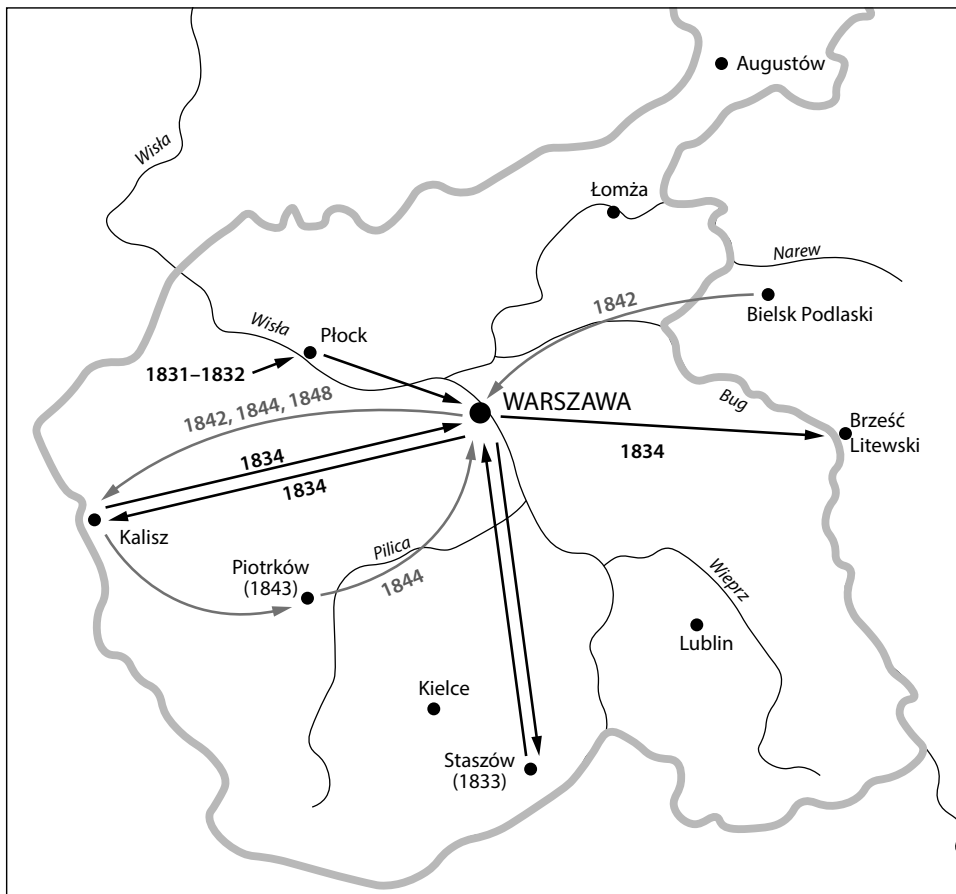 Augustów
Wisła
Łomża
Narew
1842
Bielsk Podlaski
Wisła
Płock
1831–1832
WARSZAWA
Bug
1842, 1844, 1848
Brześć
Litewski
1834
1834
1834
Kalisz
Pilica
Piotrków
(1843)
1844
Wieprz
Lublin
Kielce
Staszów
(1833)